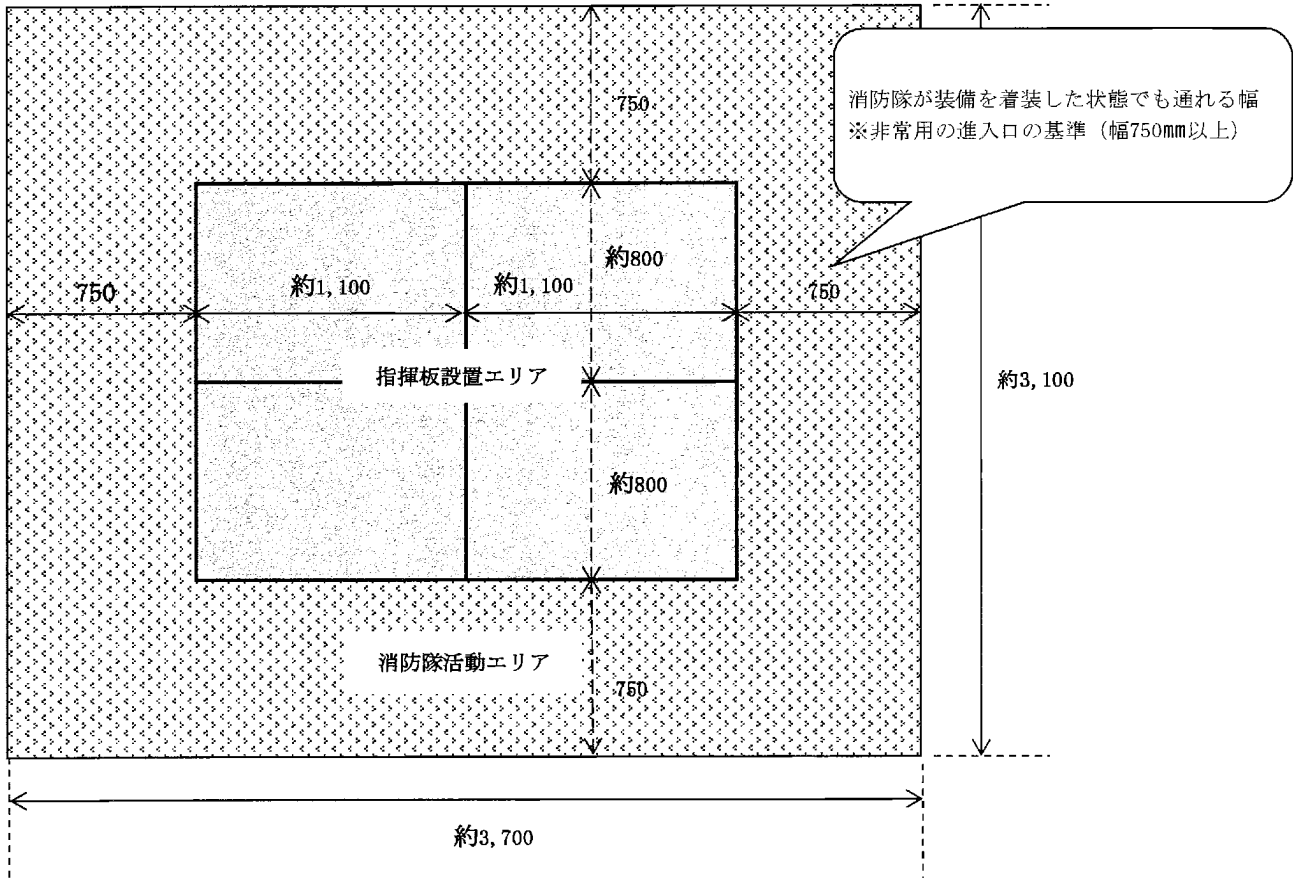 750
消防隊が装備を着装した状態でも通れる幅
※非常用の進入口の基準（幅750㎜以上）
約800
750
約1,100
約1,100
750
指揮板設置エリア
約3,100
約800
消防隊活動エリア
750
約3,700